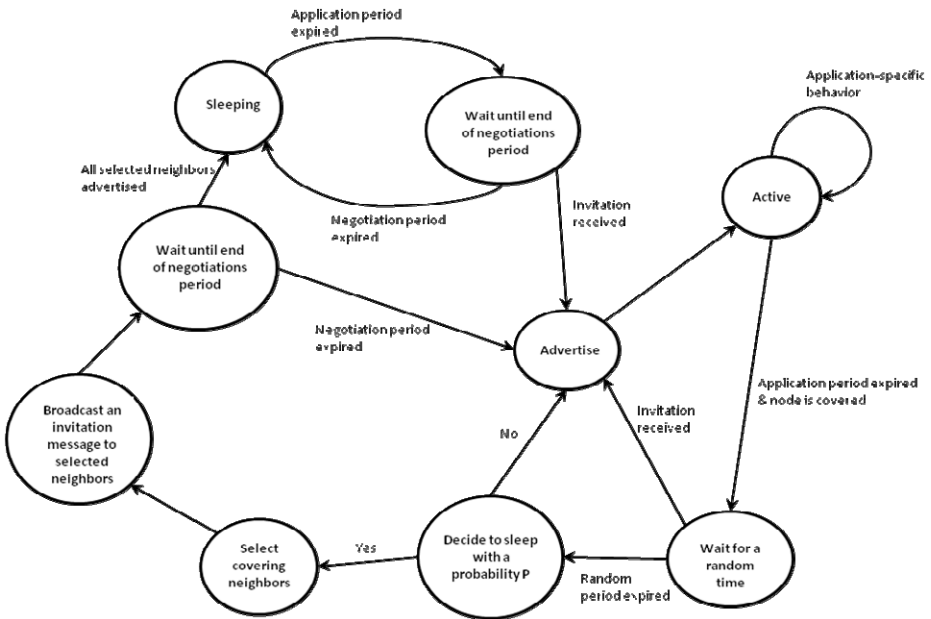 Application period
expired
Application-specific
behavior
Sleeping
Wait until end
of negotiations
period
All selected neighbors
advertised
Active
Negotiation period
expired
Invitation
received
Wait until end
of negotiations
period
Negotiation period
expired
Advertise
Application period expired
& node is covered
Broadcast an
invitation
message to
selected
neighbors
No
Invitation
received
Select
covering
neighbors
Yes
Decide to sleep
with a
probability P
Random
period expired
Wait for a
random
time